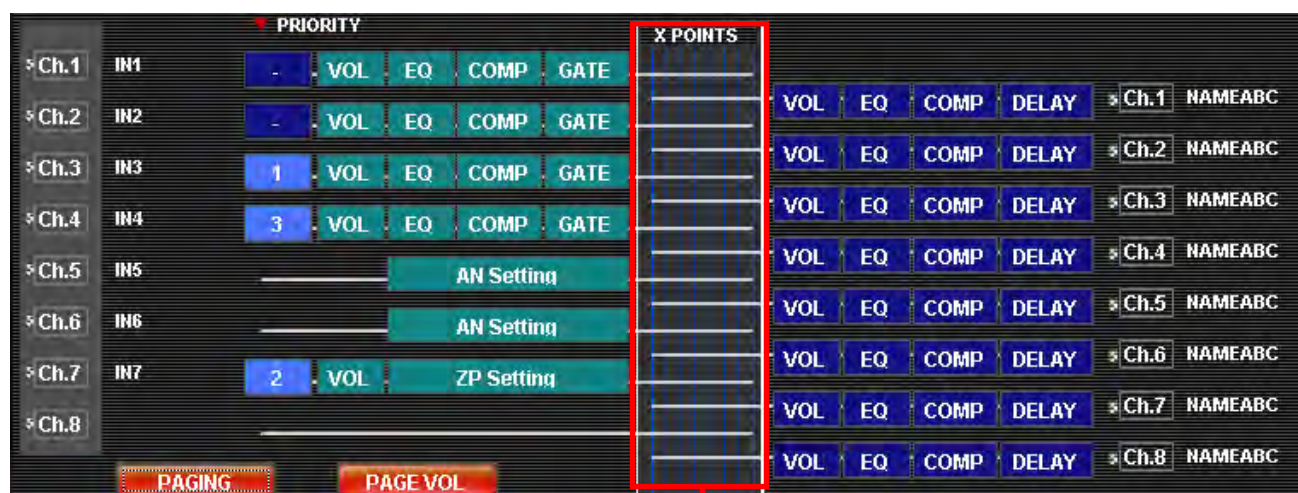 PRIORITY
X POINTS
Ch.1 IN1 - VOL EQ COMP GATE
VOL EQ COMP DELAY Ch.1 NAMEABC
Ch.2 IN2 - VOL EQ COMP GATE
VOL EQ COMP DELAY Ch.2 NAMEABC
Ch.3 IN3 1 VOL EQ COMP GATE
VOL EQ COMP DELAY Ch.3 NAMEABC
Ch.4 IN4 3 VOL EQ COMP GATE
VOL EQ COMP DELAY Ch.4 NAMEABC
Ch.5 IN5 AN Setting
VOL EQ COMP DELAY Ch.5 NAMEABC
Ch.6 IN6 AN Setting
VOL EQ COMP DELAY Ch.6 NAMEABC
Ch.7 IN7 2 VOL ZP Setting
VOL EQ COMP DELAY Ch.7 NAMEABC
Ch.8
VOL EQ COMP DELAY Ch.8 NAMEABC
PAGING PAGE VOL